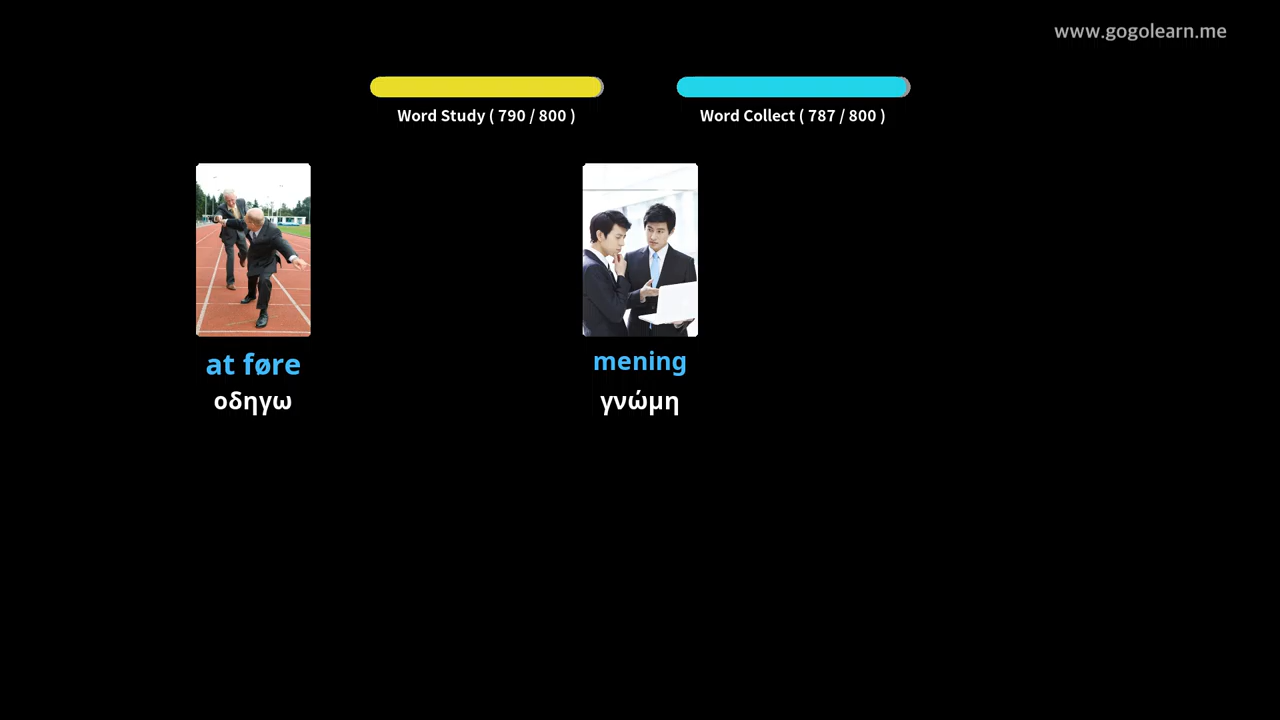 www.gogolearn.me
Word Study ( 790 / 800 )
Word Collect ( 787 / 800 )
at føre
οδηγω
mening
γνώμη